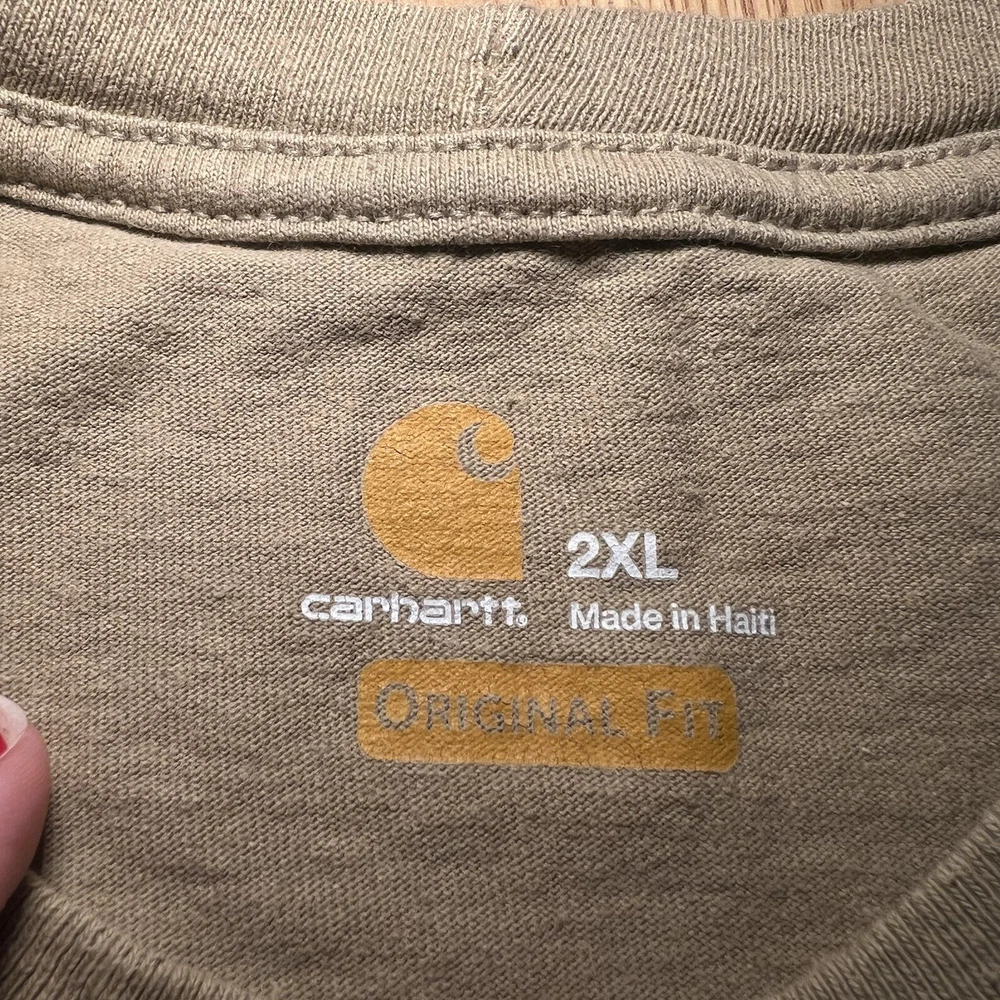 2XL
carhartt®
Made in Haiti
ORIGINAL FIT